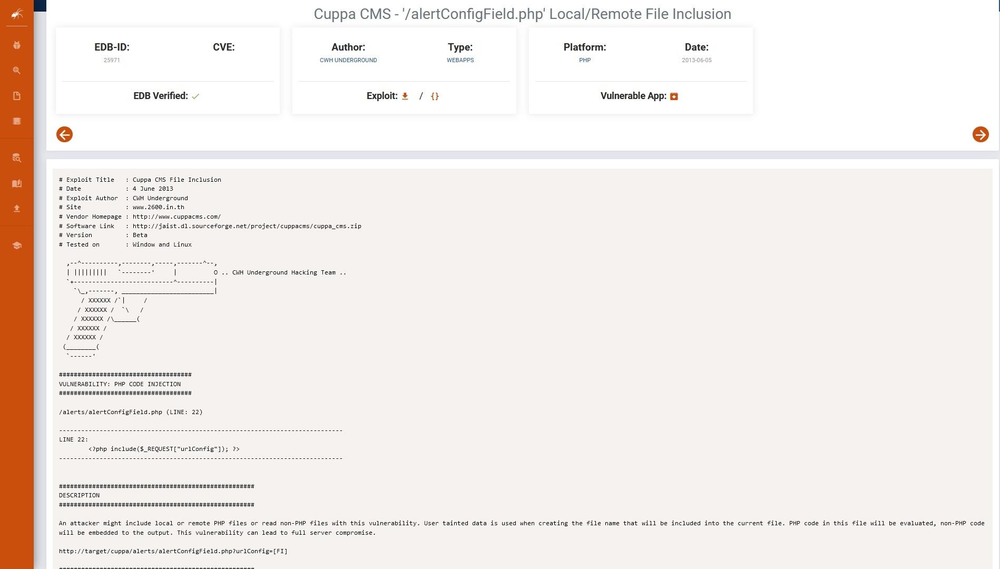 Cuppa CMS - '/alertConfigField.php' Local/Remote File Inclusion
EDB-ID:
25971
CVE:
EDB Verified:
Author:
CWH UNDERGROUND
Type:
WEBAPPS
Exploit: / {}
Platform:
PHP
Date:
2013-06-05
Vulnerable App:
# Exploit Title   : Cuppa CMS File Inclusion
# Date            : 4 June 2013
# Exploit Author  : CWH Underground
# Site            : www.2600.in.th
# Vendor Homepage : http://www.cuppacms.com/
# Software Link   : http://jaist.dl.sourceforge.net/project/cuppacms/cuppa_cms.zip
# Version         : Beta
# Tested on       : Window and Linux
  ,--^----------,--------,-----,-------^--,
  | |||||||||   `--------'     |          O .. CWH Underground Hacking Team ..
  `+---------------------------^----------|
    `\_,-------, _________________________|
      / XXXXXX /`|     /
     / XXXXXX /  `\   /
    / XXXXXX /\______(
   / XXXXXX /
  / XXXXXX /
 (________(
  `------'
####################################
VULNERABILITY: PHP CODE INJECTION
####################################
/alerts/alertConfigField.php (LINE: 22)
-----------------------------------------------------------------------------
LINE 22:
        <?php include($_REQUEST["urlConfig"]); ?>
-----------------------------------------------------------------------------
#####################################################
DESCRIPTION
#####################################################
An attacker might include local or remote PHP files or read non-PHP files with this vulnerability. User tainted data is used when creating the file name that will be included into the current file. PHP code in this file will be evaluated, non-PHP code
will be embedded to the output. This vulnerability can lead to full server compromise.
http://target/cuppa/alerts/alertConfigField.php?urlConfig=[FI]
#####################################################